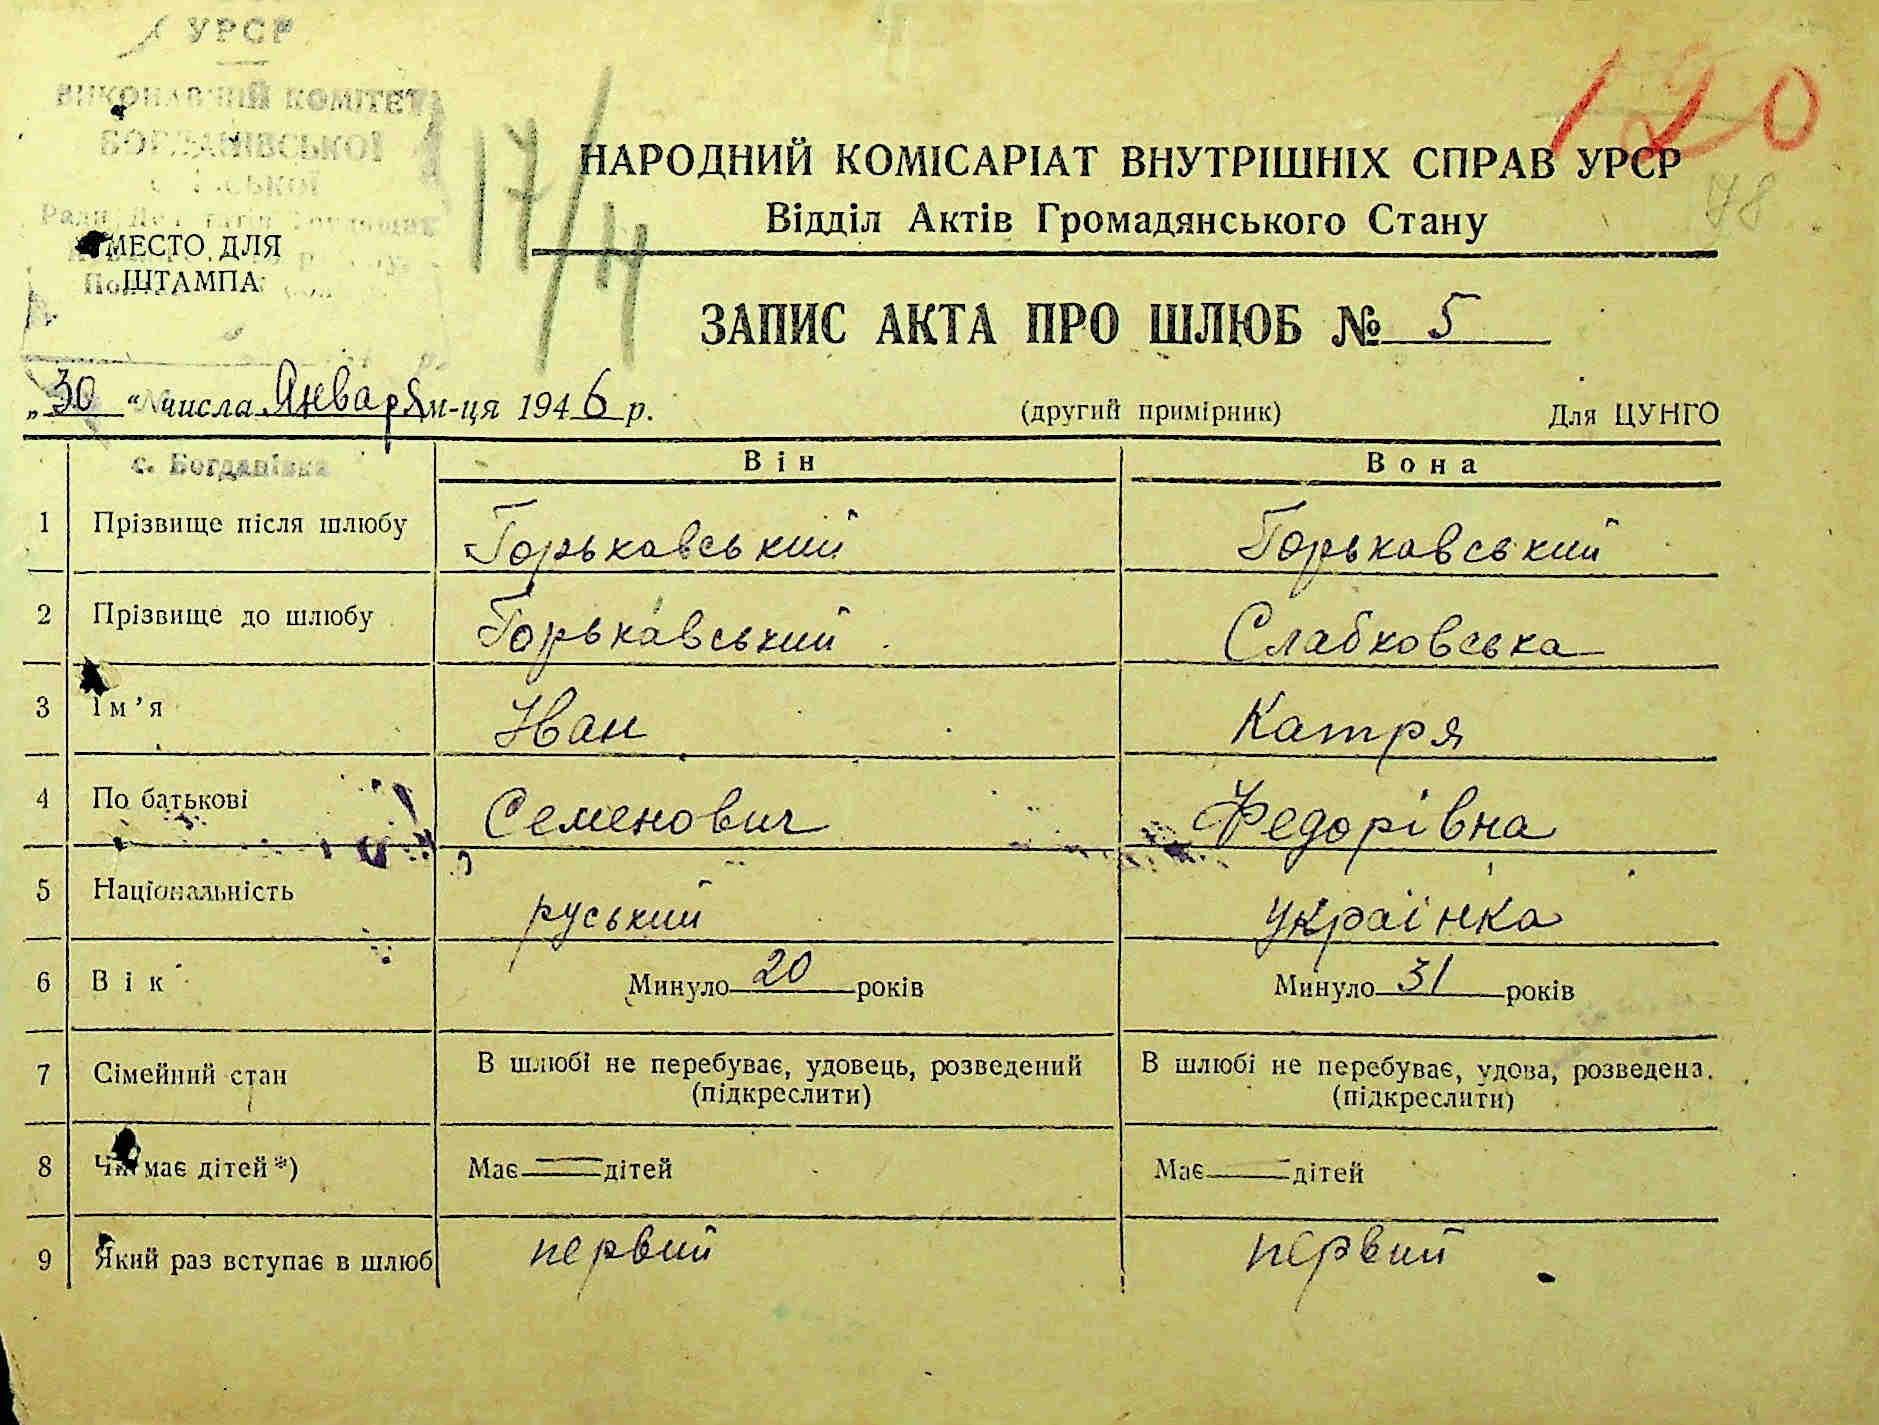 УРСР
ВИКОНАВЧИЙ КОМІТЕТ
БОГДАНІВСЬКОЇ
120
17/4
НАРОДНИЙ КОМІСАРІАТ ВНУТРІШНІХ СПРАВ УРСР
78
Відділ Актів Громадянського Стану
МЕСТО ДЛЯ
ШТАМПА
ЗАПИС АКТА ПРО ШЛЮБ № 5
„30“ числа Января м-ця 1946 р. (другий примірник) Для ЦУНГО
с. Богданівка Він Вона
1 Прізвище після шлюбу Горькавський Горькавський
2 Прізвище до шлюбу Горькавський Слабковська
3 Ім’я Иван Катря
4 По батькові Семенович Федорівна
5 Національність руський українка
6 Вік Минуло 20 років Минуло 31 років
7 Сімейний стан В шлюбі не перебуває, удовець, розведений В шлюбі не перебуває, удова, розведена.
(підкреслити) (підкреслити)
8 Чи має дітей*) Має — дітей Має — дітей
9 Який раз вступає в шлюб первий первий